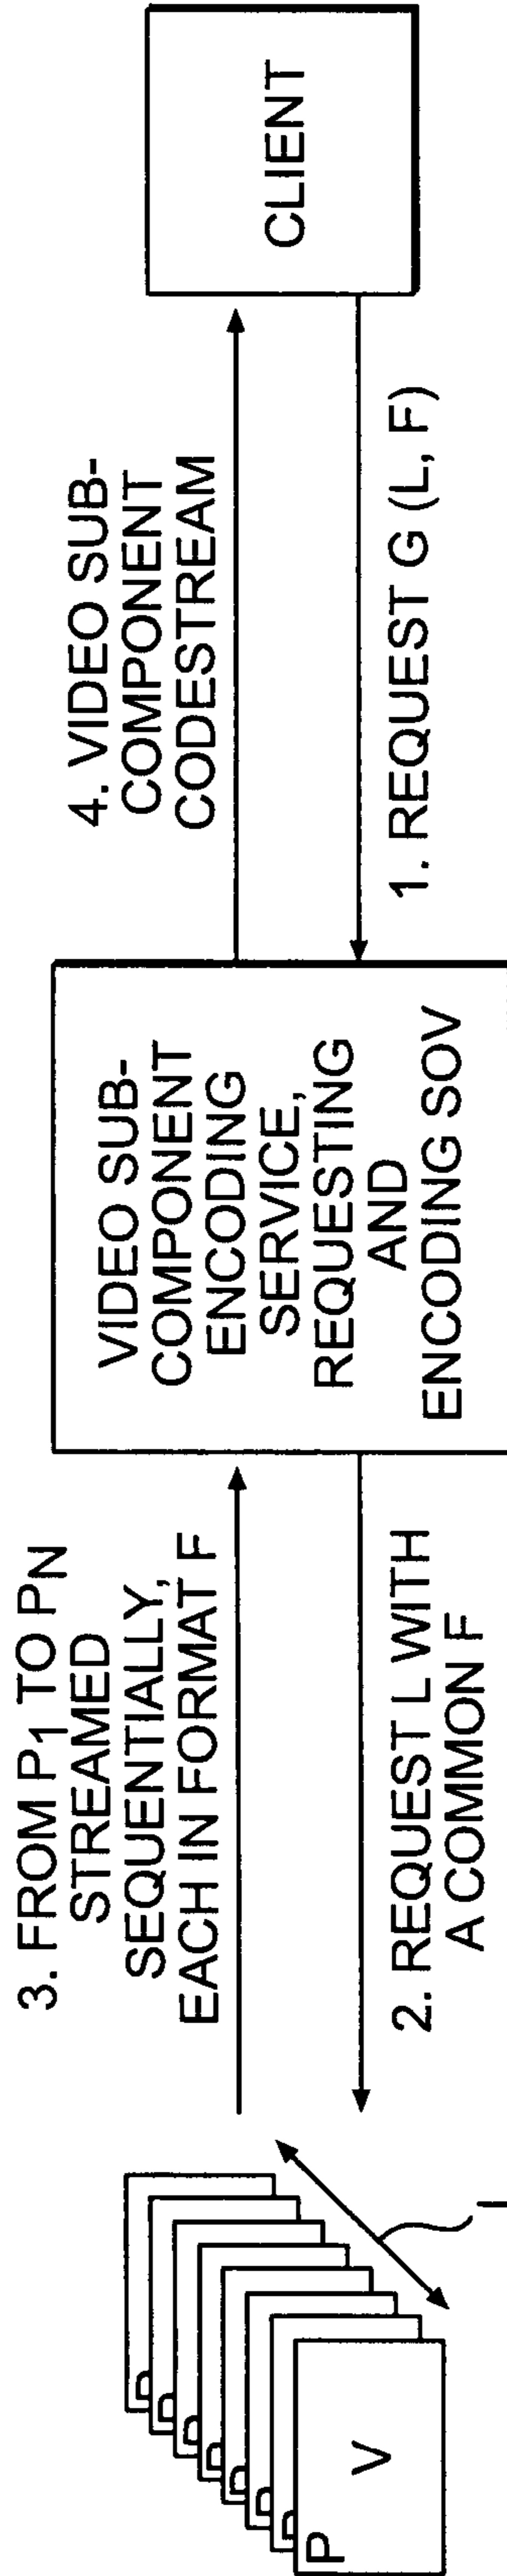 P
V
3. FROM P1 TO PN
STREAMED
SEQUENTIALLY,
EACH IN FORMAT F
2. REQUEST L WITH
A COMMON F
VIDEO SUB-
COMPONENT
ENCODING
SERVICE,
REQUESTING
AND
ENCODING SOV
4. VIDEO SUB-
COMPONENT
CODESTREAM
1. REQUEST G (L, F)
CLIENT